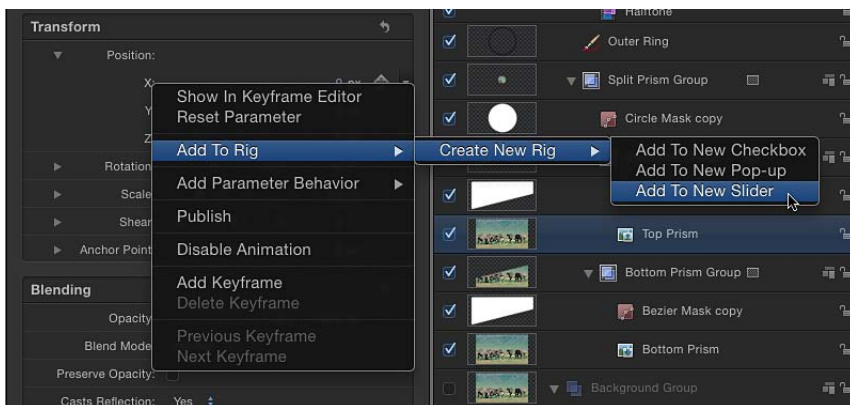 Transform
Position:
X:
0 px
Y
Z
Rotation
Scale
Shear
Anchor Point
Blending
Opacity
Blend Mode
Preserve Opacity:
Casts Reflection: Yes
Show In Keyframe Editor
Reset Parameter
Add To Rig
Add Parameter Behavior
Publish
Disable Animation
Add Keyframe
Delete Keyframe
Previous Keyframe
Next Keyframe
Create New Rig
Add To New Checkbox
Add To New Pop-up
Add To New Slider
Halftone
Outer Ring
Split Prism Group
Circle Mask copy
Top Prism
Bottom Prism Group
Bezier Mask copy
Bottom Prism
Background Group